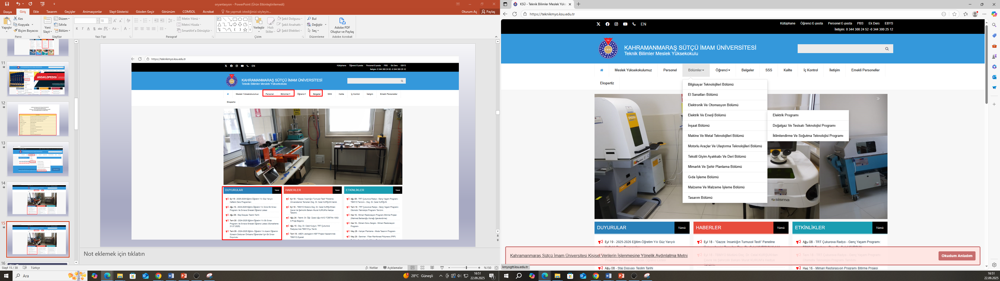 oryantasyon - PowerPoint (Ürün Etkinleştirilemedi)
Dosya Giriş Ekle Tasarım Geçişler Animasyonlar Slayt Gösterisi Gözden Geçir Görünüm COMSOL Acrobat Ne yapmak istediğinizi söyleyin... Oturum Aç Paylaş
Yapıştır
Kes
Kopyala
Biçim Boyacısı
Pano
Yeni
Slayt
Düzen
Sıfırla
Bölüm
Slaytlar
18
K T A S abc AV Aa A
Yazı Tipi
Metin Yönü
Metni Hizala
SmartArt'a Dönüştür
Paragraf
Yerleştir
Hızlı
Stiller
Şekil Dolgusu
Şekil Anahattı
Şekil Efektleri
Çizim
Bul
Değiştir
Seç
Düzenleme
Adobe PDF
Oluştur ve Paylaş
Adobe Acrobat
11
ANSİKLOPEDİSİ
12
13
14
15
16
https://teknikmyo.ksu.edu.tr
EN
Kütüphane Öğrenci E-posta Personel E-posta PBS Ek Ders EBYS
İletişim: 0 344 300 24 52 -0 344 300 25 12
KAHRAMANMARAŞ SÜTÇÜ İMAM ÜNİVERSİTESİ
Teknik Bilimler Meslek Yüksekokulu
Meslek Yüksekokulumuz Personel Bölümler Öğrenci Belgeler SSS Kalite İç Kontrol İletişim Emekli Personeller
Ekspertiz
DUYURULAR Tümü
Eyl 19 - 2025-2026 Eğitim-Öğretim Yılı Güz Yarıyılı
Haftalık Ders Programları
Ağu 15 - 2024-2025 Eğitim-Öğretim Yılı İkinci Ek Sınav
Programı Ve Sınava Girecek Öğrenci Listesi
Ağu 08 - Staj Dosyası Teslim Tarihi
Tem 30 - 2024-2025 Eğitim-Öğretim Yılı Ek Sınav
Programı Ve Sınava Girecek Öğrenci Listesi (Güncelleme
31.07.2025)
Tem 09 - 2024-2025 Eğitim- Öğretim Yılı Azami Öğrenim
Süresini Dolduran Önlisans Öğrencileri İçin Ek Sınav
Duyurusu
HABERLER Tümü
Eyl 18 - "Gazze: İnsanlığın Turnusol Testi" Paneline
Üniversitemizi Temsilen Doç. Dr. Celal KURŞUN Katıldı
Eyl 18 - TBMYO Müdürü Doç. Dr. Celal KURŞUN'dan
Çevre Ve Şehircilik Bakanı Murat KURUM'a Hediye
Takdimi.
Ağu 26 - Tebrik: Dr. Öğr. Üyesi Uğur AVCI TÜBİTAK 1002-
A Proje Başarısı
Ağu 15 - Doç. Dr. Celal Kurşun, TRT Çukurova
Radyosu'nda TBMYO'yu Tanıttı
Tem 18 - ABD'li Jeologların NSF Projesi Kapsamında
TBMYO Ziyareti
ETKİNLİKLER Tümü
Ağu 08 - TRT Çukurova Radyo - Genç Yaşam Programı:
TBMYO Tanıtımı - Doç. Dr. Celal KURŞUN
Tem 18 - TRT Çukurova Radyo - Genç Yaşam Programı:
Otomotiv Teknolojisi Programı Tanıtımı
Haz 16 - Mimari Restorasyon Programı Bitirme Projesi
(Mehmet Berberoğlu Konağı İşlevlendirme)
Haz 16 - Dönem Sonu Sergisi - Mimari Restorasyon
Programı
May 28 - Kariyer Planlama - Moda Tasarım Programı
May 26 - Seminer : Fiber Reinforced Polymers (FRP)
Not eklemek için tıklatın
Slayt 15 / 38 Türkçe Notlar Açıklamalar %150
Ara
28°C Güneşli
16:51
22.09.2025
KSÜ - Teknik Bilimler Meslek Yük
https://teknikmyo.ksu.edu.tr
EN
Kütüphane Öğrenci E-posta Personel E-posta PBS Ek Ders EBYS
İletişim: 0 344 300 24 52 -0 344 300 25 12
T.C.
1992
KAHRAMANMARAŞ SÜTÇÜ İMAM ÜNİVERSİTESİ
Teknik Bilimler Meslek Yüksekokulu
Meslek Yüksekokulumuz Personel Bölümler Öğrenci Belgeler SSS Kalite İç Kontrol İletişim Emekli Personeller
Ekspertiz
Bilgisayar Teknolojileri Bölümü
El Sanatları Bölümü
Elektronik Ve Otomasyon Bölümü
Elektrik Ve Enerji Bölümü
İnşaat Bölümü
Makine Ve Metal Teknolojileri Bölümü
Motorlu Araçlar Ve Ulaştırma Teknolojileri Bölümü
Tekstil Giyim Ayakkabı Ve Deri Bölümü
Mimarlık Ve Şehir Planlama Bölümü
Gıda İşleme Bölümü
Malzeme Ve Malzeme İşleme Bölümü
Tasarım Bölümü
Elektrik Programı
Doğalgaz Ve Tesisatı Teknolojisi Programı
İklimlendirme Ve Soğutma Teknolojisi Programı
sisma
DUYURULAR Tümü
Eyl 19 - 2025-2026 Eğitim-Öğretim Yılı Güz Yarıyılı
Ağu 08 - Staj Dosyası Teslim Tarihi
HABERLER Tümü
Eyl 18 - "Gazze: İnsanlığın Turnusol Testi" Paneline
ETKİNLİKLER Tümü
Ağu 08 - TRT Çukurova Radyo - Genç Yaşam Programı:
Haz 16 - Mimari Restorasyon Programı Bitirme Projesi
Kahramanmaraş Sütçü İmam Üniversitesi Kişisel Verilerin İşlenmesine Yönelik Aydınlatma Metni
Okudum Anladım
kmyogtt.ksu.edu.tr
16:51
22.09.2025